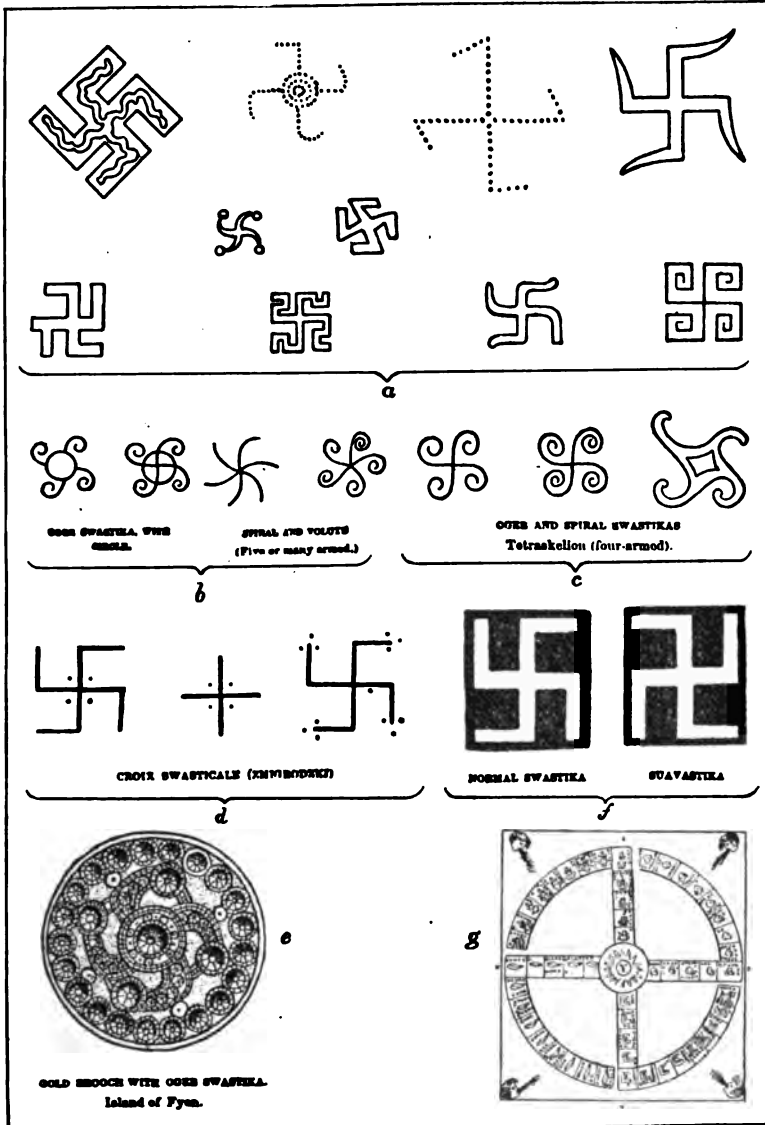 a
OGEE SWASTIKA, WITH
CIRCLE.
SPIRAL AND VOLUTE
(Five or many armed.)
OGEE AND SPIRAL SWASTIKAS
Tetraskelion (four-armed).
b
c
CROIX SWASTICALE (ZMIGRODZKI)
NORMAL SWASTIKA
SUAVASTIKA
d
f
e
g
GOLD BROOCH WITH OGEE SWASTIKA.
Island of Fyen.